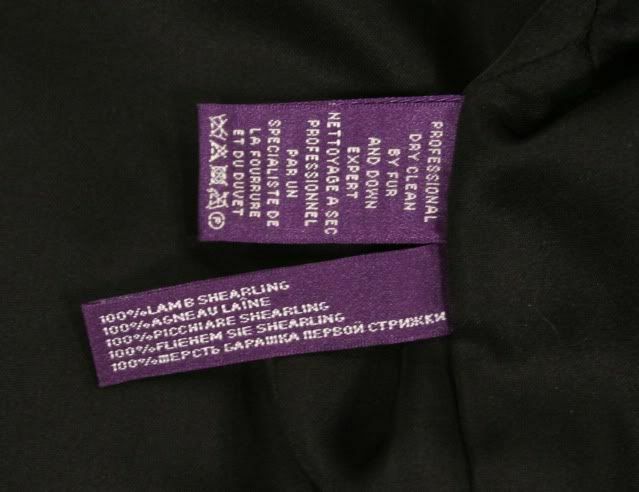 PROFESSIONAL
DRY CLEAN
BY FUR
AND DOWN
EXPERT
NETTOYAGE A SEC
PROFESSIONNEL
PAR UN
SPECIALISTE DE
LA FOURRURE
ET DU DUVET
P
100%LAMB SHEARLING
100%AGNEAU LAÎNE
100%PICCHIARE SHEARLING
100%FLIEHEM SIE SHEARLING
100%ШЕРСТЬ БАРАШКА ПЕРВОЙ СТРИЖКИ